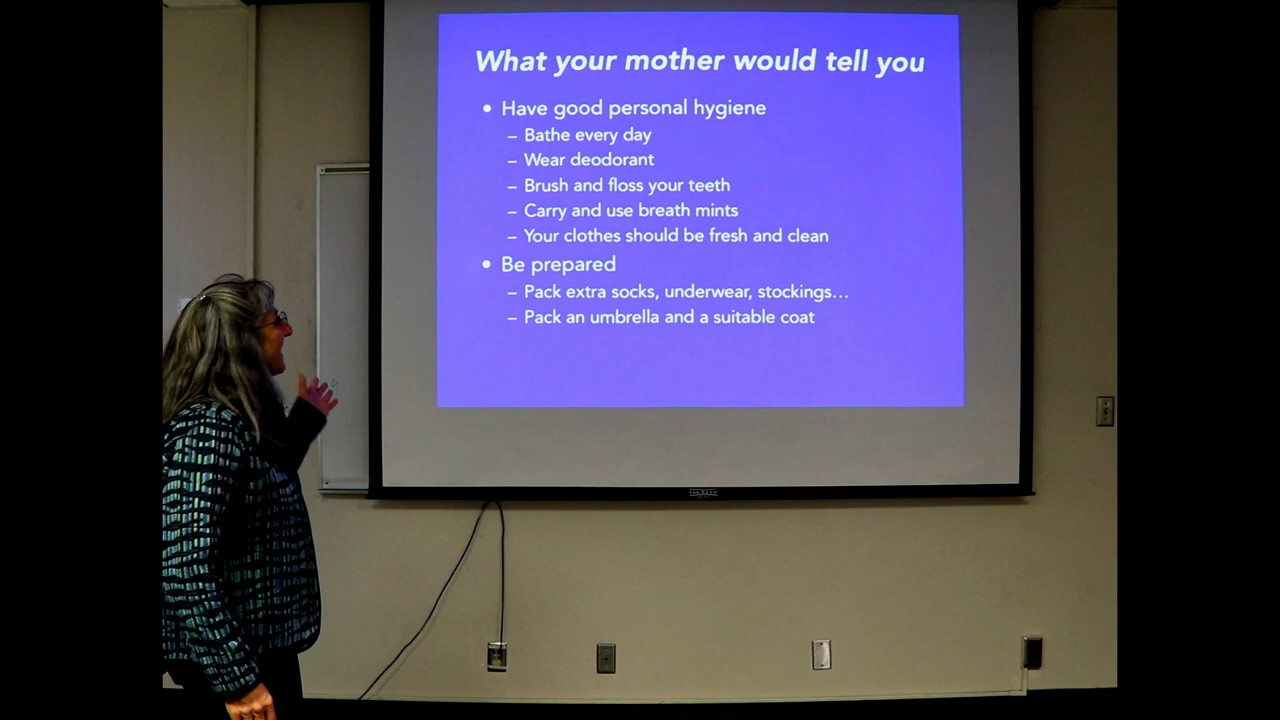 What your mother would tell you
• Have good personal hygiene
– Bathe every day
– Wear deodorant
– Brush and floss your teeth
– Carry and use breath mints
– Your clothes should be fresh and clean
• Be prepared
– Pack extra socks, underwear, stockings…
– Pack an umbrella and a suitable coat